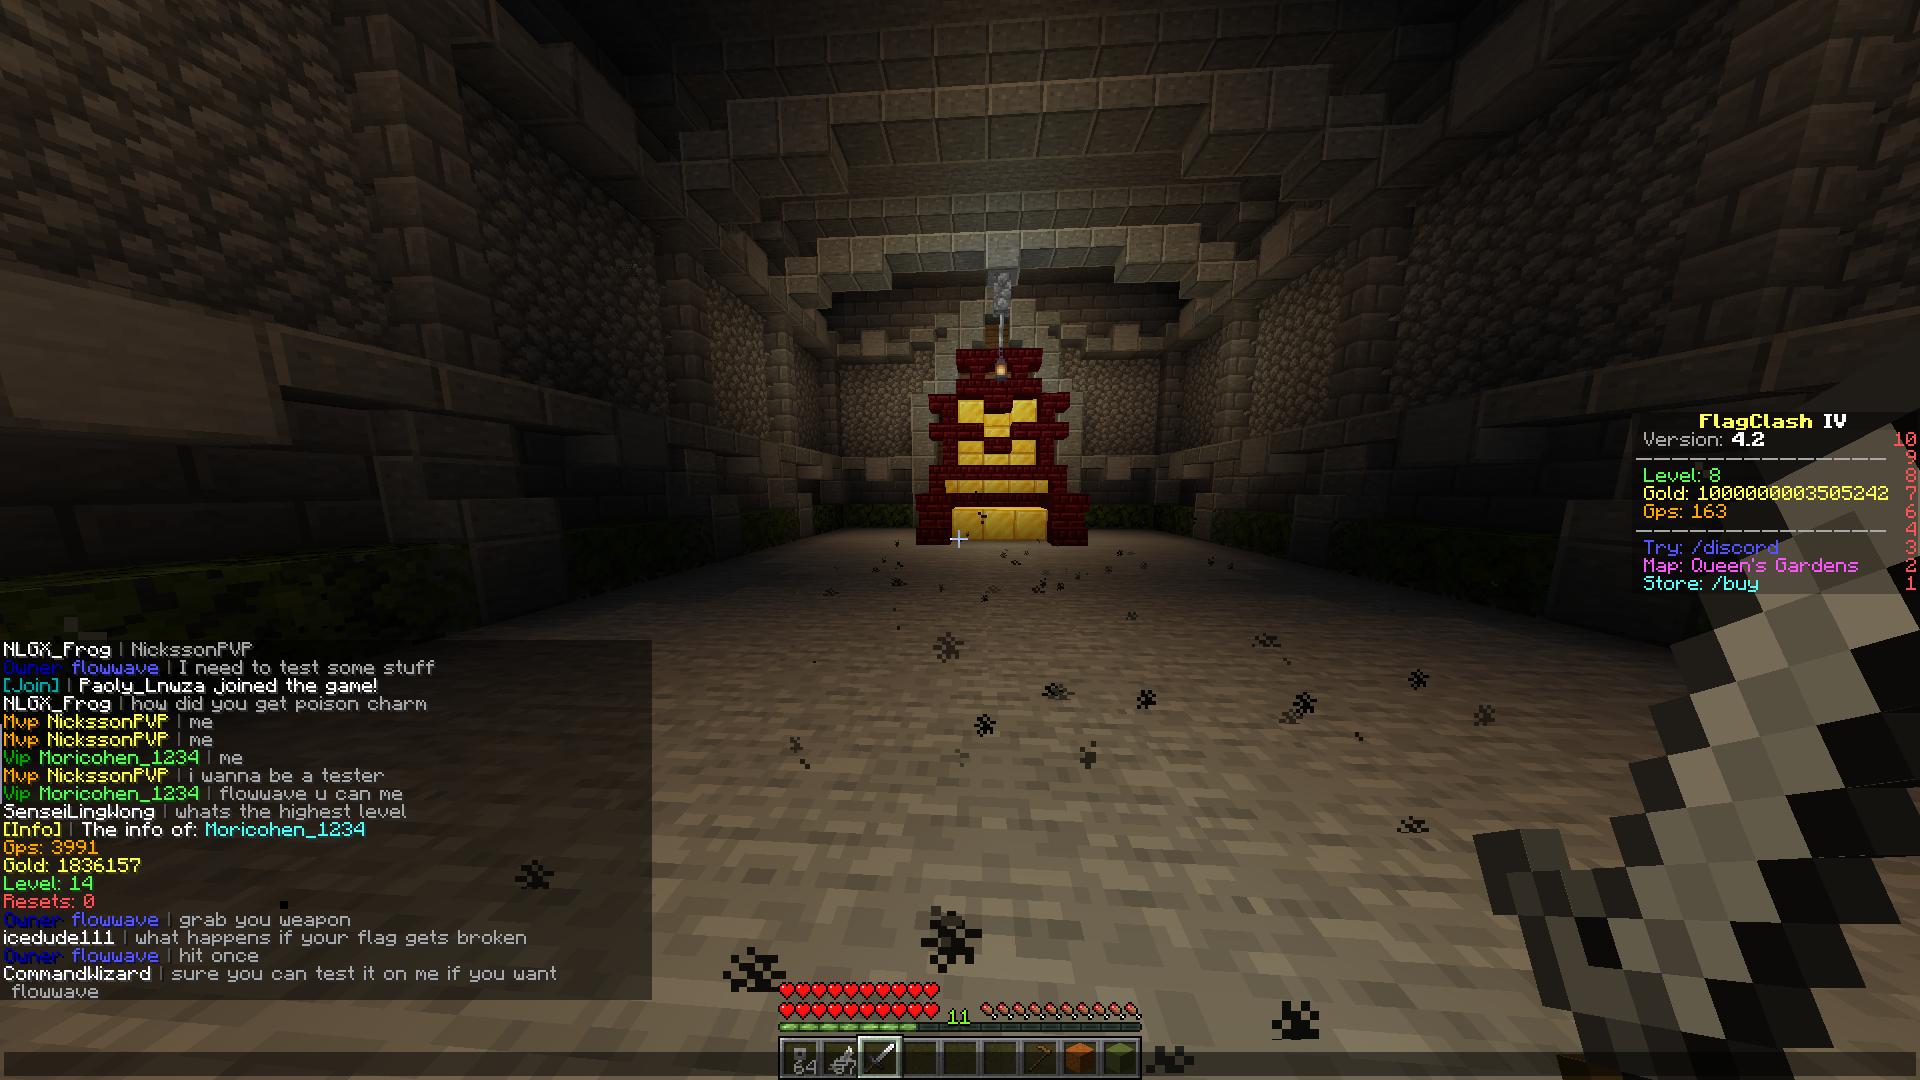 FlagClash IV
Version: 4.2 10
9
Level: 8 8
Gold: 1000000003505242 7
Gps: 163 6
4
Try: /discord 3
Map: Queen's Gardens 2
Store: /buy 1
NLGX_Frog | NickssonPVP
Owner flowwave | I need to test some stuff
[Join] | Paoly_Lnwza joined the game!
NLGX_Frog | how did you get poison charm
Mvp NickssonPVP | me
Mvp NickssonPVP | me
Vip Moricohen_1234 | me
Mvp NickssonPVP | i wanna be a tester
Vip Moricohen_1234 | flowwave u can me
SenseiLingWong | whats the highest level
[Info] | The info of: Moricohen_1234
Gps: 3991
Gold: 1836157
Level: 14
Resets: 0
Owner flowwave | grab you weapon
icedude111 | what happens if your flag gets broken
Owner flowwave | hit once
CommandWizard | sure you can test it on me if you want
flowwave
11
64 67